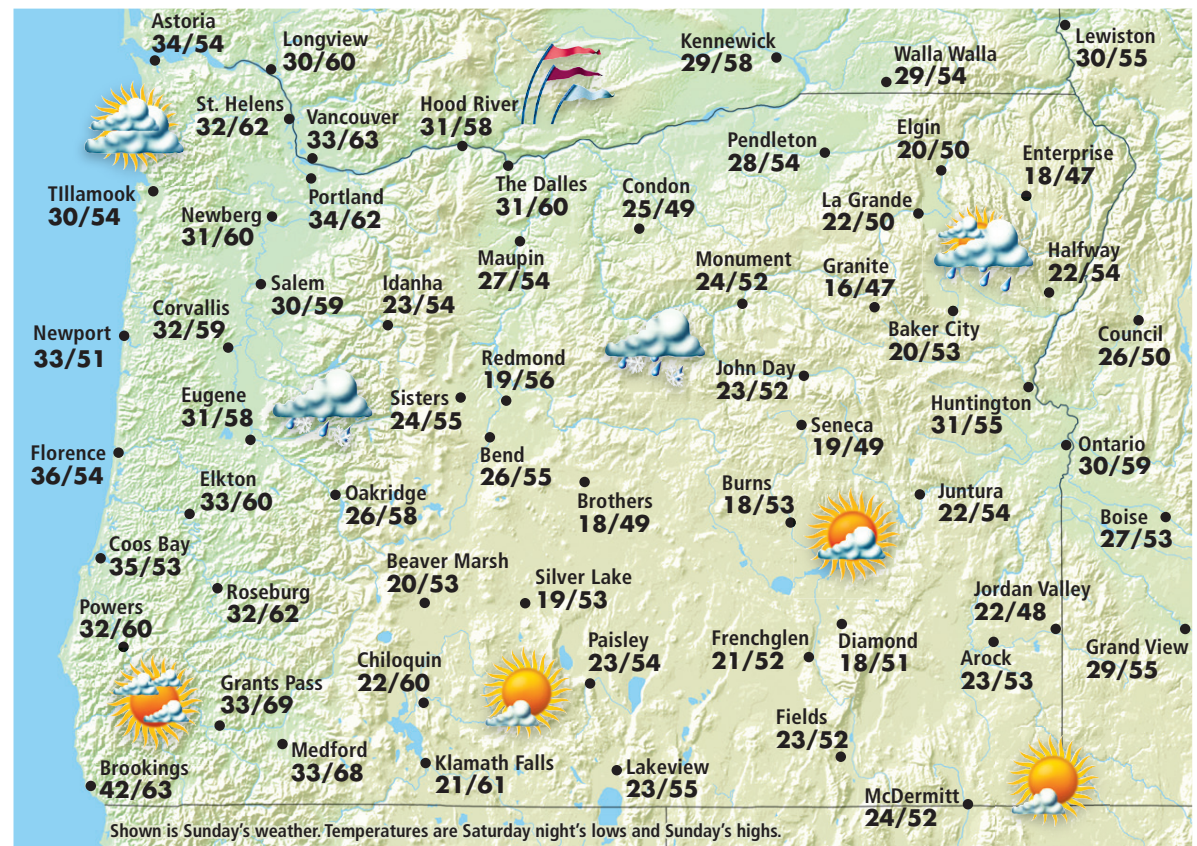 Astoria
34/54
Longview
30/60
Kennewick
29/58
Walla Walla
29/54
Lewiston
30/55
St. Helens
32/62
Vancouver
33/63
Hood River
31/58
Pendleton
28/54
Elgin
20/50
Enterprise
18/47
TIllamook
30/54
Newberg
31/60
Portland
34/62
The Dalles
31/60
Condon
25/49
La Grande
22/50
Maupin
27/54
Monument
24/52
Granite
16/47
Halfway
22/54
Salem
30/59
Idanha
23/54
Corvallis
32/59
Newport
33/51
Baker City
20/53
Council
26/50
Redmond
19/56
John Day
23/52
Eugene
31/58
Sisters
24/55
Huntington
31/55
Seneca
19/49
Ontario
30/59
Florence
36/54
Bend
26/55
Elkton
33/60
Oakridge
26/58
Brothers
18/49
Burns
18/53
Juntura
22/54
Boise
27/53
Coos Bay
35/53
Beaver Marsh
20/53
Silver Lake
19/53
Roseburg
32/62
Jordan Valley
22/48
Powers
32/60
Paisley
23/54
Frenchglen
21/52
Diamond
18/51
Arock
23/53
Grand View
29/55
Chiloquin
22/60
Grants Pass
33/69
Fields
23/52
Medford
33/68
Klamath Falls
21/61
Lakeview
23/55
Brookings
42/63
McDermitt
24/52
Shown is Sunday's weather. Temperatures are Saturday night's lows and Sunday's highs.